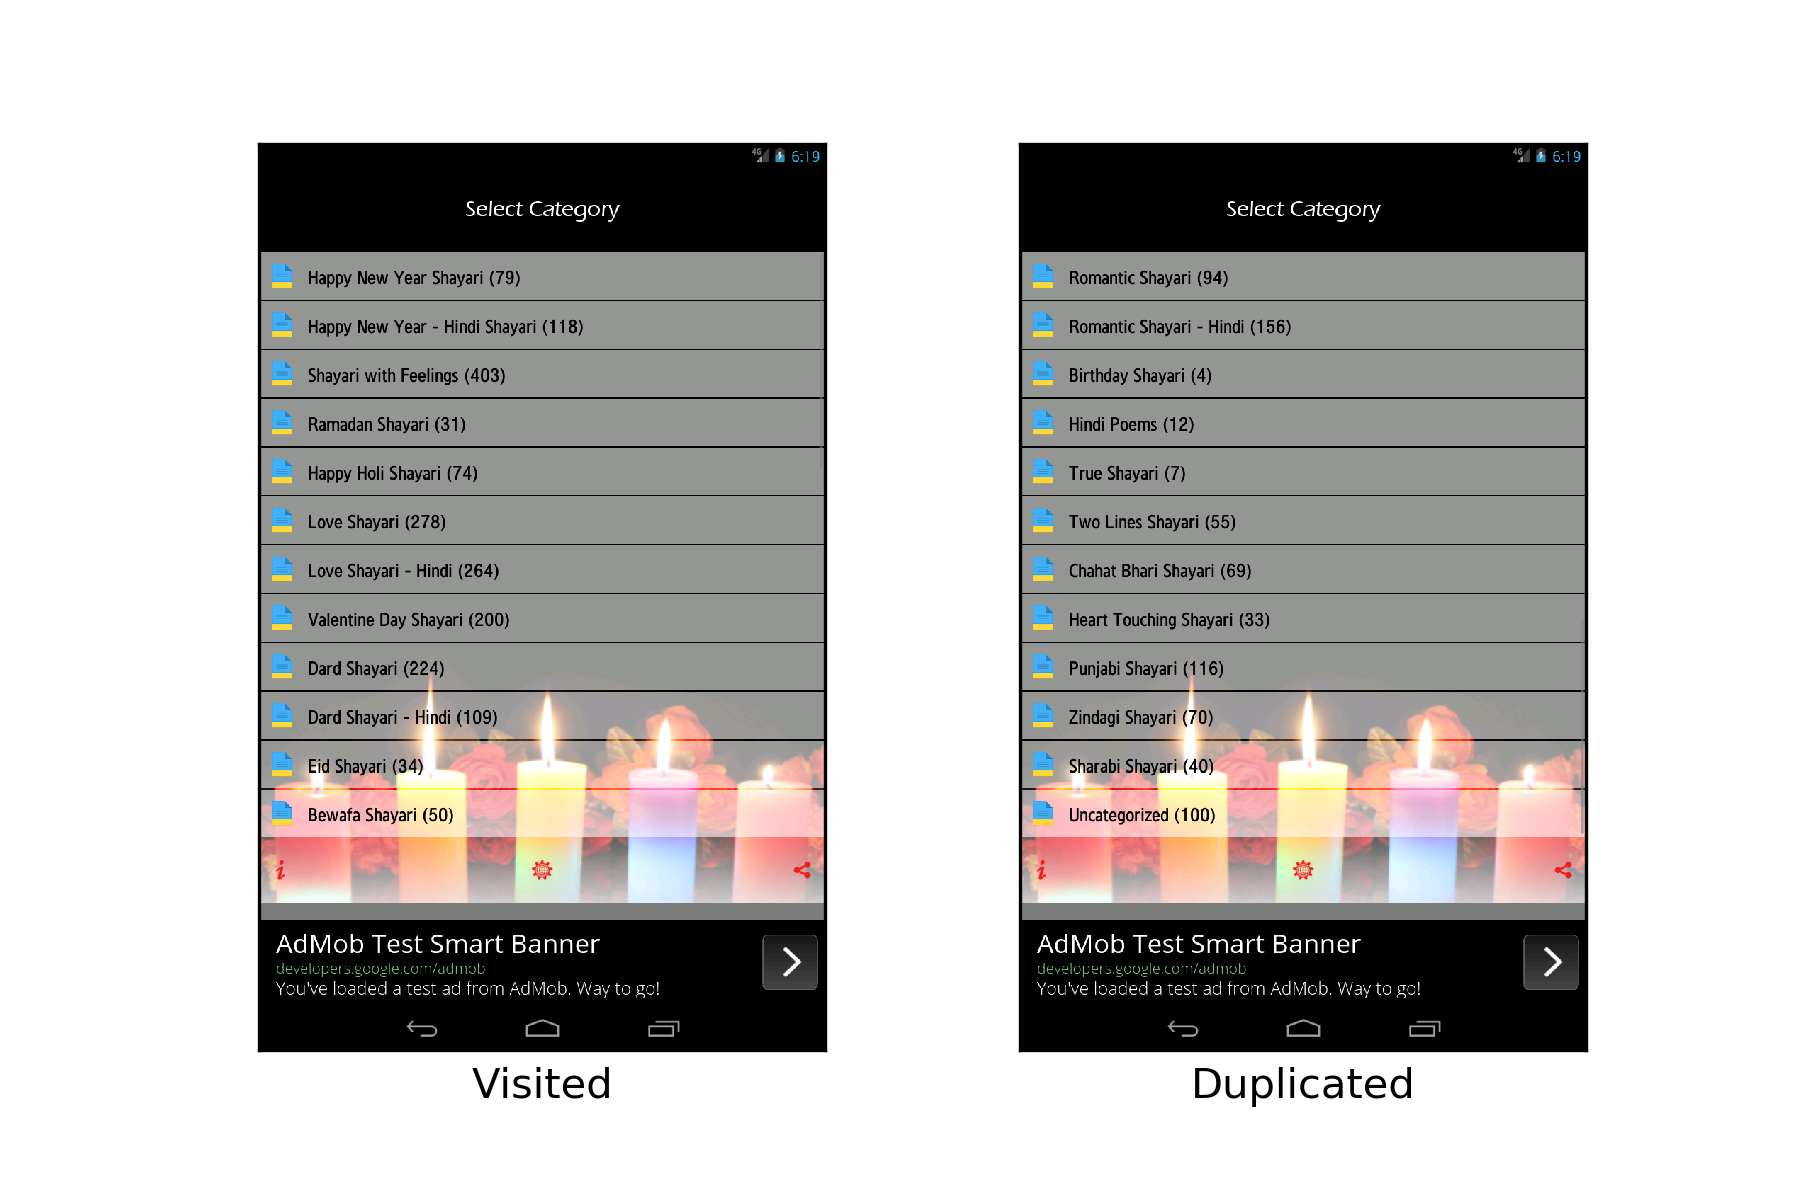 4G 6:19
Select Category
Happy New Year Shayari (79)
Happy New Year - Hindi Shayari (118)
Shayari with Feelings (403)
Ramadan Shayari (31)
Happy Holi Shayari (74)
Love Shayari (278)
Love Shayari - Hindi (264)
Valentine Day Shayari (200)
Dard Shayari (224)
Dard Shayari - Hindi (109)
Eid Shayari (34)
Bewafa Shayari (50)
i
AdMob Test Smart Banner
developers.google.com/admob
You've loaded a test ad from AdMob. Way to go!
Visited
4G 6:19
Select Category
Romantic Shayari (94)
Romantic Shayari - Hindi (156)
Birthday Shayari (4)
Hindi Poems (12)
True Shayari (7)
Two Lines Shayari (55)
Chahat Bhari Shayari (69)
Heart Touching Shayari (33)
Punjabi Shayari (116)
Zindagi Shayari (70)
Sharabi Shayari (40)
Uncategorized (100)
i
AdMob Test Smart Banner
developers.google.com/admob
You've loaded a test ad from AdMob. Way to go!
Duplicated